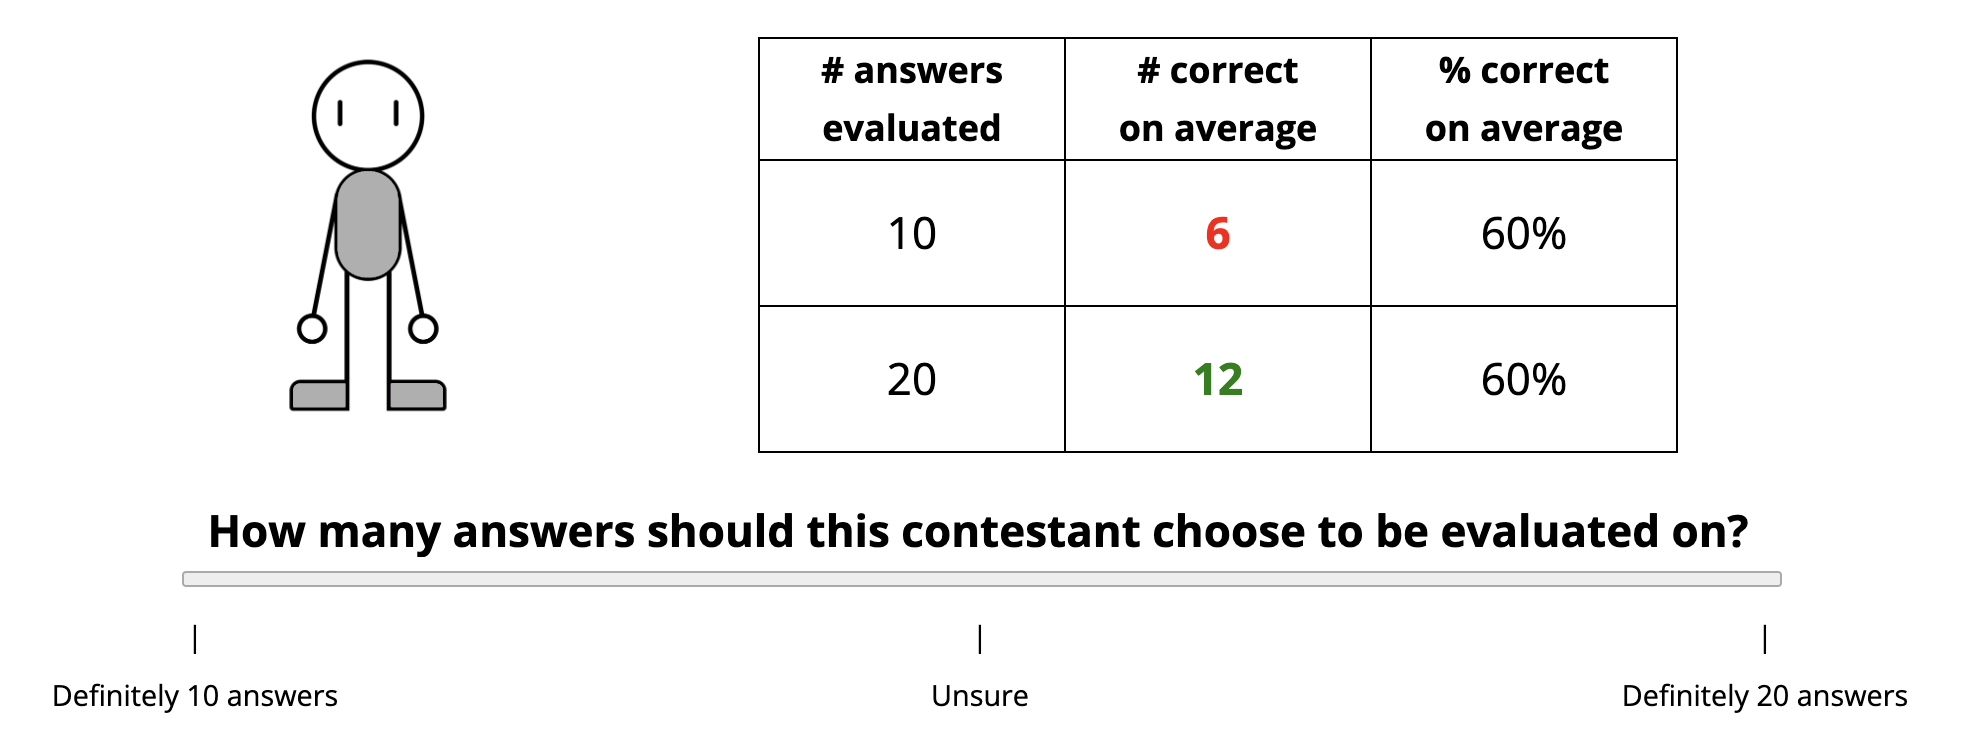 # answers evaluated # correct on average % correct on average
10 6 60%
20 12 60%
How many answers should this contestant choose to be evaluated on?
Definitely 10 answers Unsure Definitely 20 answers